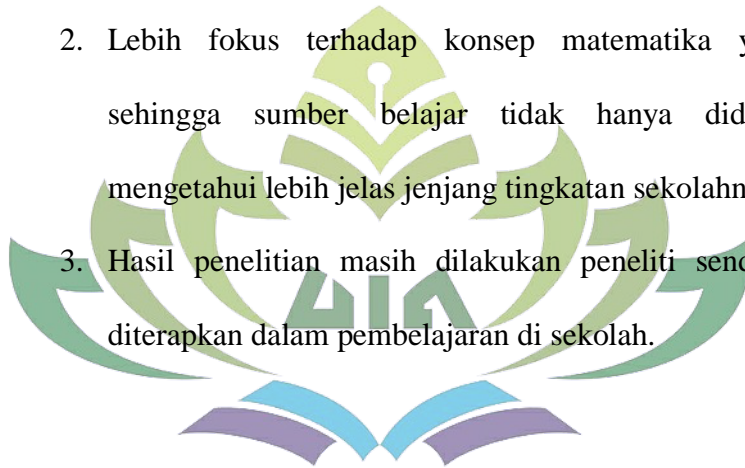 2. Lebih fokus terhadap konsep matematika
sehingga sumber belajar tidak hanya
mengetahui lebih jelas jenjang tingkatan
3. Hasil penelitian masih dilakukan peneliti
UIN
diterapkan dalam pembelajaran di sekolah.